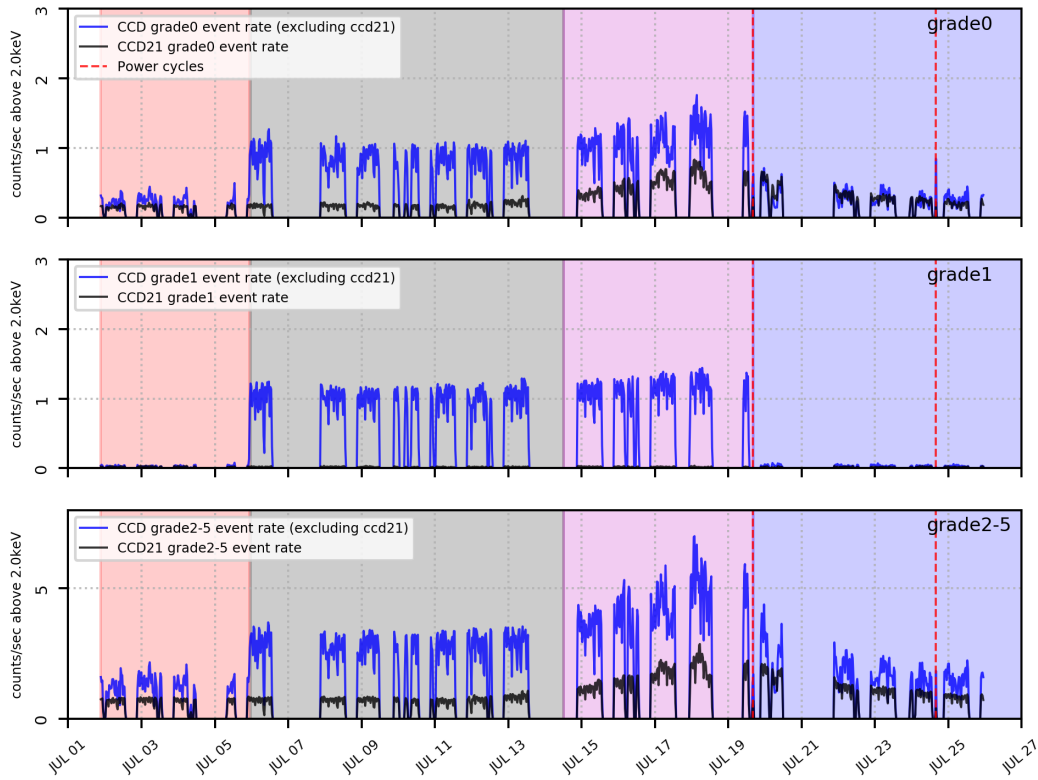 3
2
1
0
counts/sec above 2.0keV
CCD grade0 event rate (excluding ccd21)
CCD21 grade0 event rate
Power cycles
grade0
3
2
1
0
counts/sec above 2.0keV
CCD grade1 event rate (excluding ccd21)
CCD21 grade1 event rate
grade1
5
0
counts/sec above 2.0keV
CCD grade2-5 event rate (excluding ccd21)
CCD21 grade2-5 event rate
grade2-5
JUL 01
JUL 03
JUL 05
JUL 07
JUL 09
JUL 11
JUL 13
JUL 15
JUL 17
JUL 19
JUL 21
JUL 23
JUL 25
JUL 27